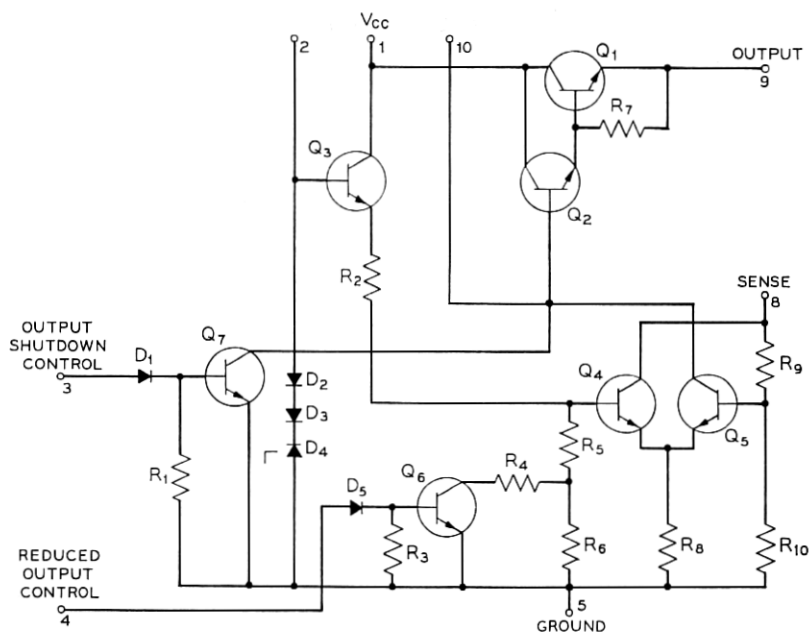 VCC
2
1
10
Q1
OUTPUT
9
R7
Q3
Q2
R2
SENSE
8
OUTPUT
SHUTDOWN
CONTROL
3
D1
Q7
Q4
R9
D2
D3
D4
Q5
R5
R1
Q6
R4
D5
R3
R6
R8
R10
REDUCED
OUTPUT
CONTROL
4
5
GROUND